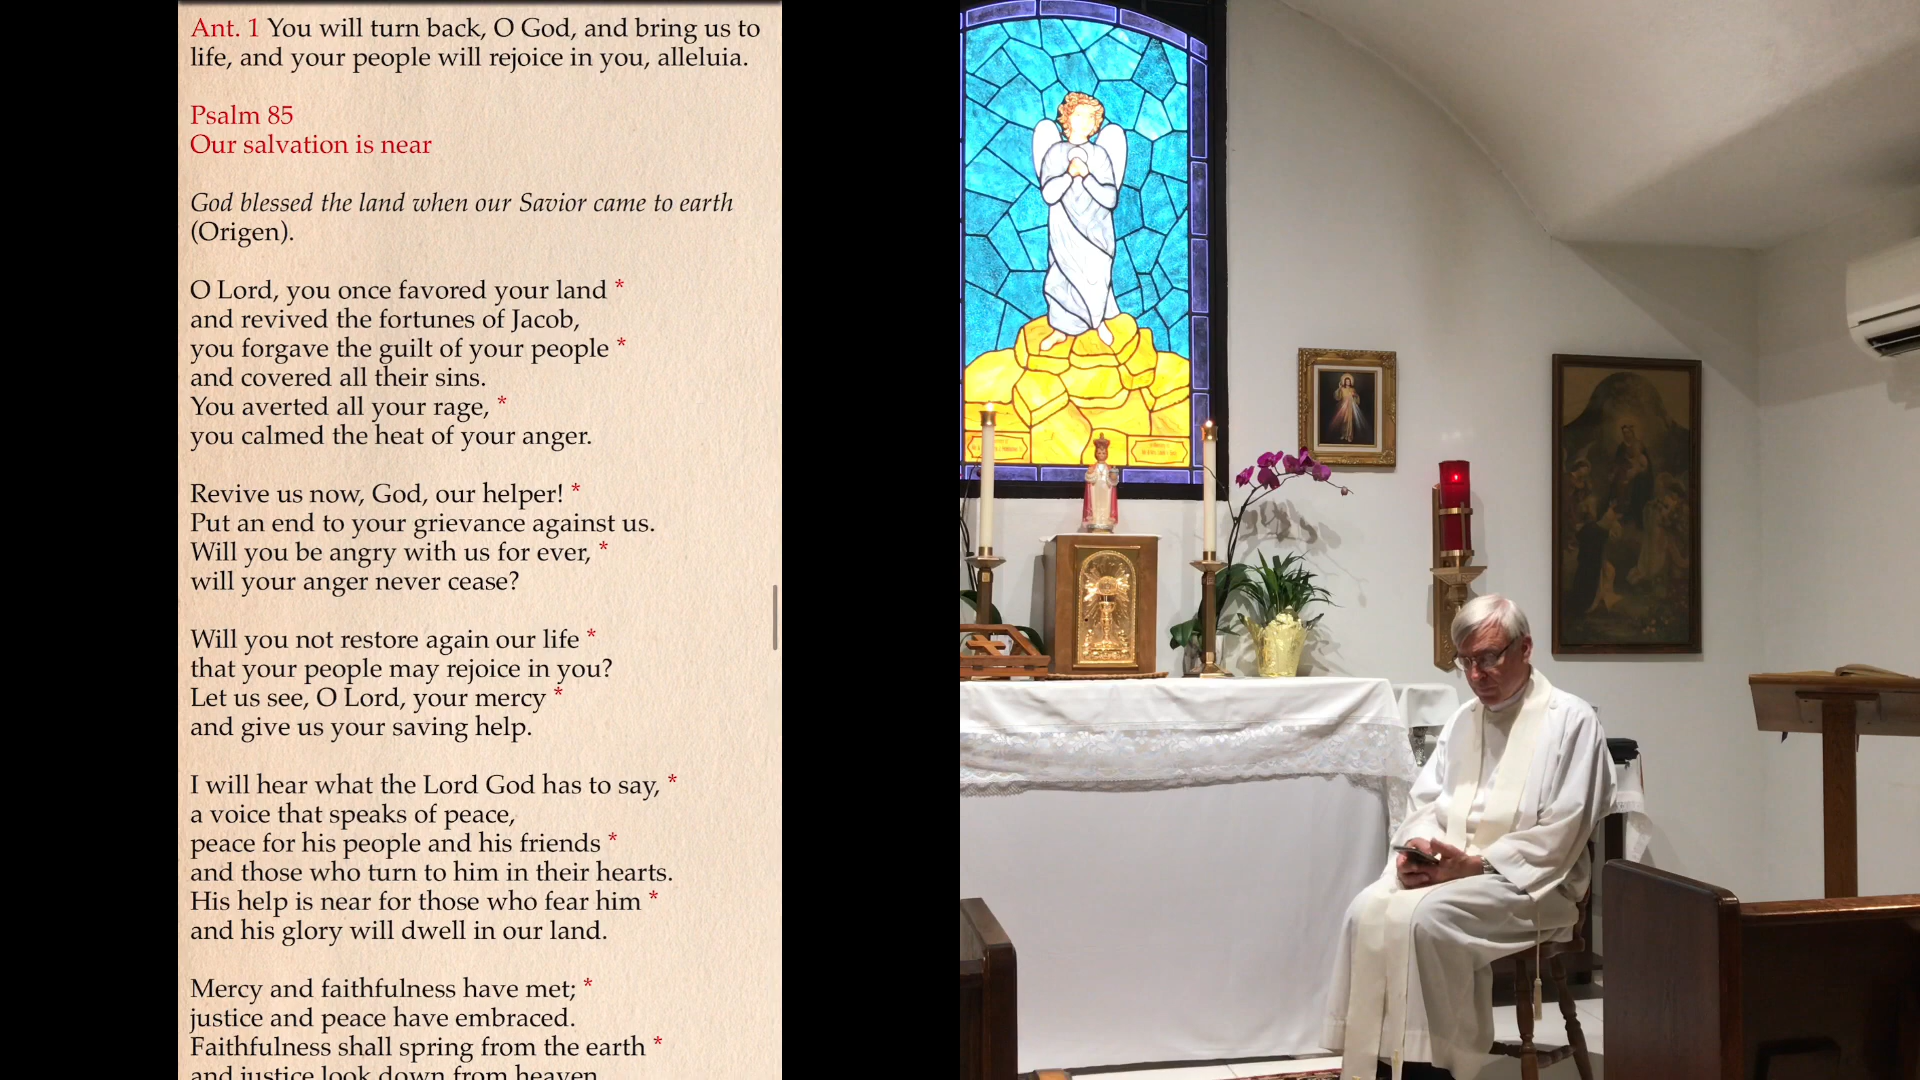 Ant. 1 You will turn back, O God, and bring us to
life, and your people will rejoice in you, alleluia.
Psalm 85
Our salvation is near
God blessed the land when our Savior came to earth
(Origen).
O Lord, you once favored your land *
and revived the fortunes of Jacob,
you forgave the guilt of your people *
and covered all their sins.
You averted all your rage, *
you calmed the heat of your anger.
Revive us now, God, our helper! *
Put an end to your grievance against us.
Will you be angry with us for ever, *
will your anger never cease?
Will you not restore again our life *
that your people may rejoice in you?
Let us see, O Lord, your mercy *
and give us your saving help.
I will hear what the Lord God has to say, *
a voice that speaks of peace,
peace for his people and his friends *
and those who turn to him in their hearts.
His help is near for those who fear him *
and his glory will dwell in our land.
Mercy and faithfulness have met; *
justice and peace have embraced.
Faithfulness shall spring from the earth *
and justice look down from heaven